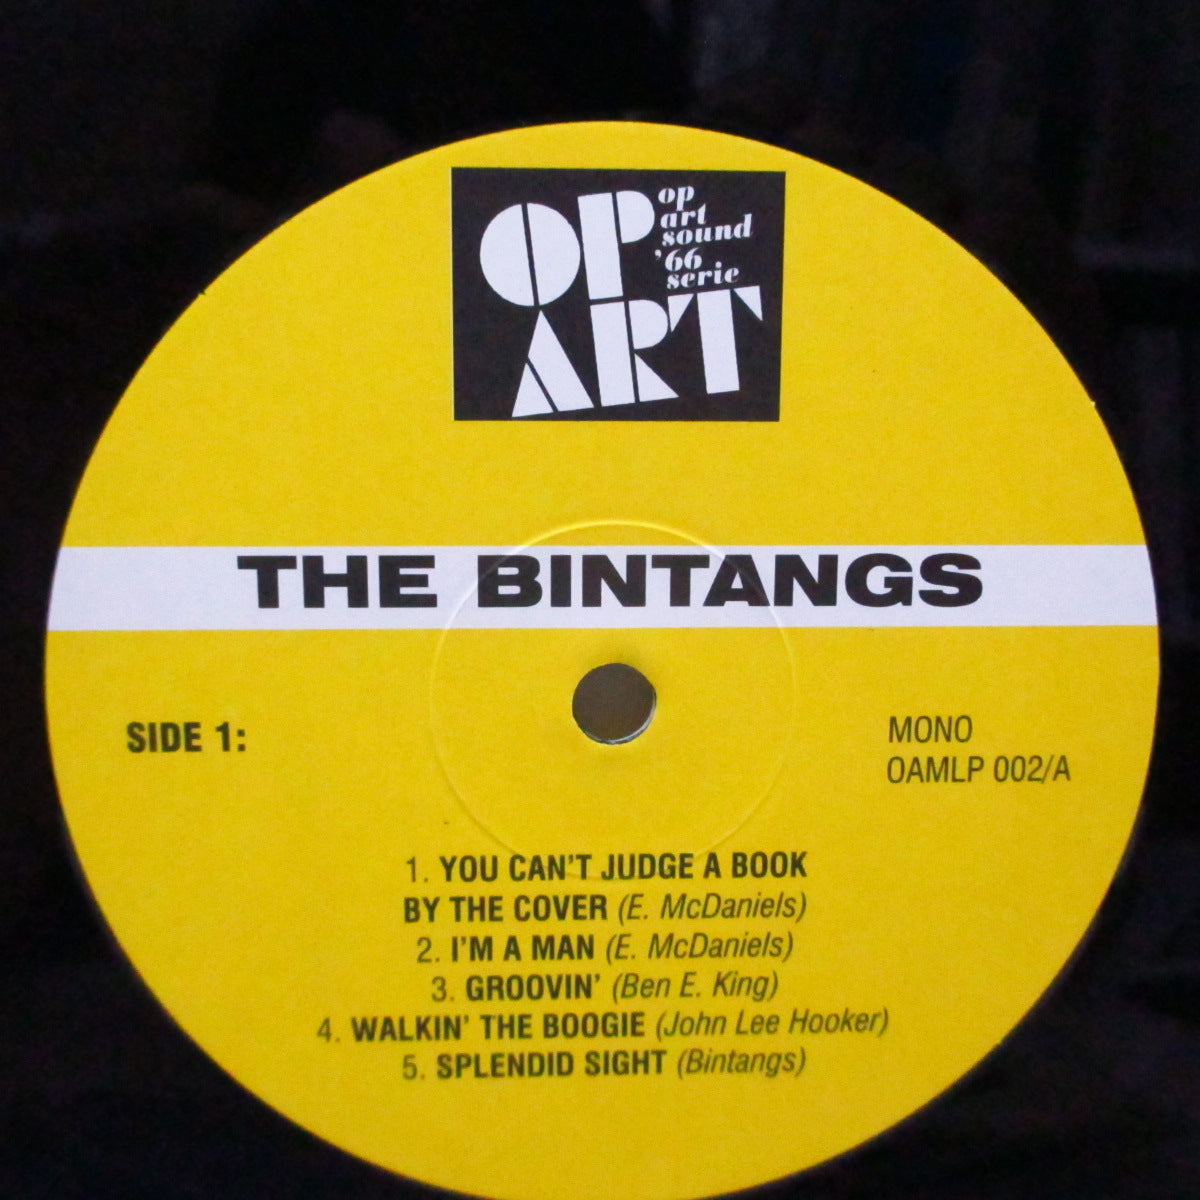 OP
ART
op
art
sound
'66
serie
THE BINTANGS
SIDE 1:
MONO
OAMLP 002/A
1. YOU CAN'T JUDGE A BOOK
BY THE COVER (E. McDaniels)
2. I'M A MAN (E. McDaniels)
3. GROOVIN' (Ben E. King)
4. WALKIN' THE BOOGIE (John Lee Hooker)
5. SPLENDID SIGHT (Bintangs)